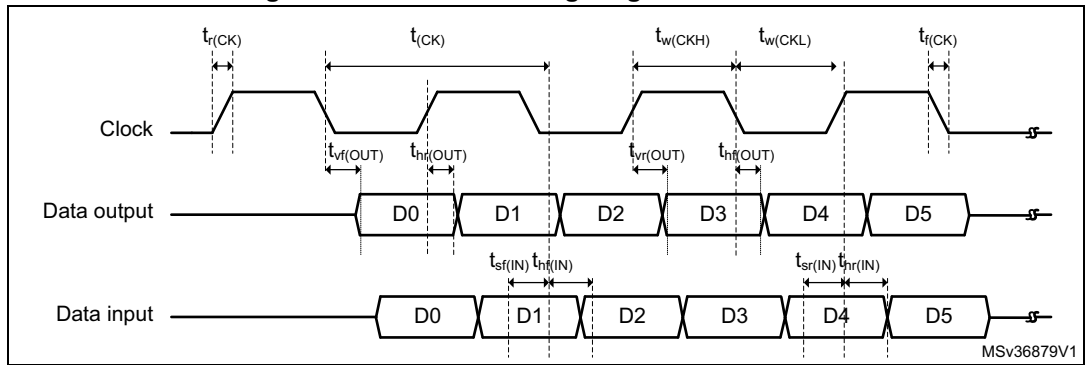 tr(CK) t(CK) tw(CKH) tw(CKL) tf(CK)
Clock
tvf(OUT) thr(OUT) tvr(OUT) thf(OUT)
Data output D0 D1 D2 D3 D4 D5
tsf(IN) thf(IN) tsr(IN) thr(IN)
Data input D0 D1 D2 D3 D4 D5
MSv36879V1